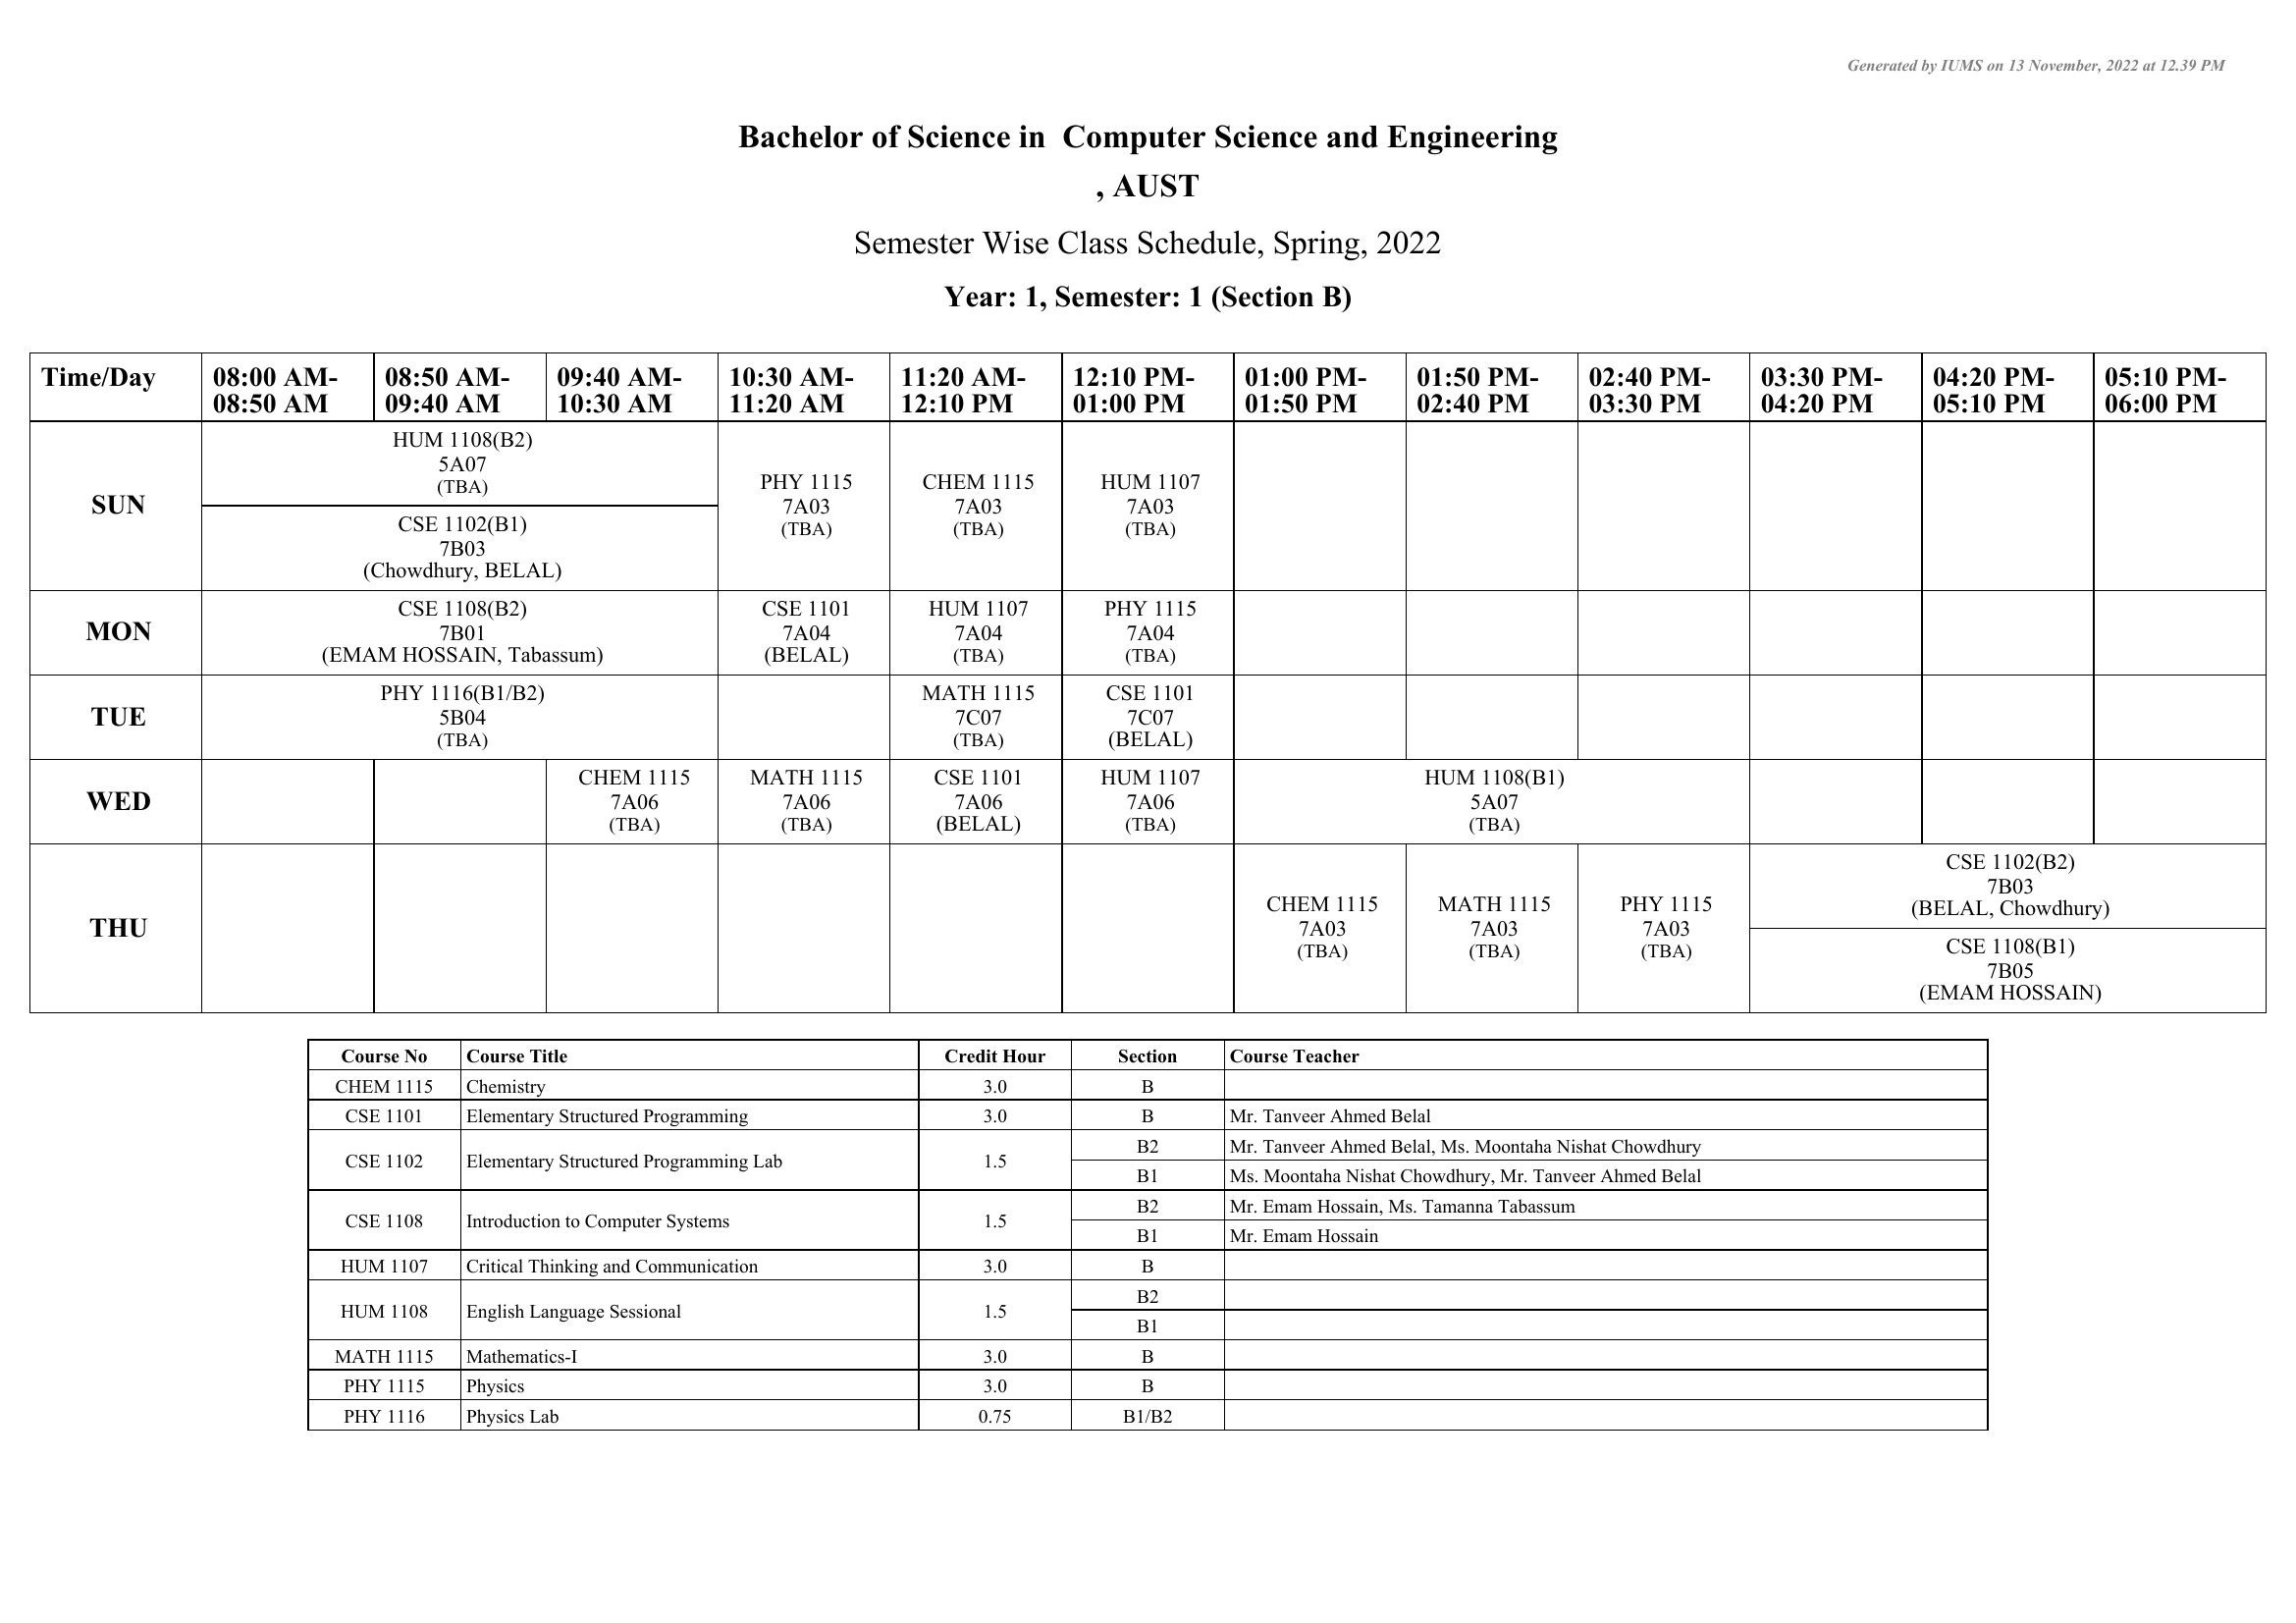 Generated by IUMS on 13 November, 2022 at 12.39 PM
Bachelor of Science in  Computer Science and Engineering
, AUST
Semester Wise Class Schedule, Spring, 2022
Year: 1, Semester: 1 (Section B)
Time/Day 08:00 AM-08:50 AM 08:50 AM-09:40 AM 09:40 AM-10:30 AM 10:30 AM-11:20 AM 11:20 AM-12:10 PM 12:10 PM-01:00 PM 01:00 PM-01:50 PM 01:50 PM-02:40 PM 02:40 PM-03:30 PM 03:30 PM-04:20 PM 04:20 PM-05:10 PM 05:10 PM-06:00 PM
SUN
HUM 1108(B2)
5A07
(TBA)
CSE 1102(B1)
7B03
(Chowdhury, BELAL)
PHY 1115
7A03
(TBA)
CHEM 1115
7A03
(TBA)
HUM 1107
7A03
(TBA)
MON
CSE 1108(B2)
7B01
(EMAM HOSSAIN, Tabassum)
CSE 1101
7A04
(BELAL)
HUM 1107
7A04
(TBA)
PHY 1115
7A04
(TBA)
TUE
PHY 1116(B1/B2)
5B04
(TBA)
MATH 1115
7C07
(TBA)
CSE 1101
7C07
(BELAL)
WED
CHEM 1115
7A06
(TBA)
MATH 1115
7A06
(TBA)
CSE 1101
7A06
(BELAL)
HUM 1107
7A06
(TBA)
HUM 1108(B1)
5A07
(TBA)
THU
CHEM 1115
7A03
(TBA)
MATH 1115
7A03
(TBA)
PHY 1115
7A03
(TBA)
CSE 1102(B2)
7B03
(BELAL, Chowdhury)
CSE 1108(B1)
7B05
(EMAM HOSSAIN)
Course No Course Title Credit Hour Section Course Teacher
CHEM 1115 Chemistry 3.0 B
CSE 1101 Elementary Structured Programming 3.0 B Mr. Tanveer Ahmed Belal
CSE 1102 Elementary Structured Programming Lab 1.5 B2 Mr. Tanveer Ahmed Belal, Ms. Moontaha Nishat Chowdhury
B1 Ms. Moontaha Nishat Chowdhury, Mr. Tanveer Ahmed Belal
CSE 1108 Introduction to Computer Systems 1.5 B2 Mr. Emam Hossain, Ms. Tamanna Tabassum
B1 Mr. Emam Hossain
HUM 1107 Critical Thinking and Communication 3.0 B
HUM 1108 English Language Sessional 1.5 B2
B1
MATH 1115 Mathematics-I 3.0 B
PHY 1115 Physics 3.0 B
PHY 1116 Physics Lab 0.75 B1/B2